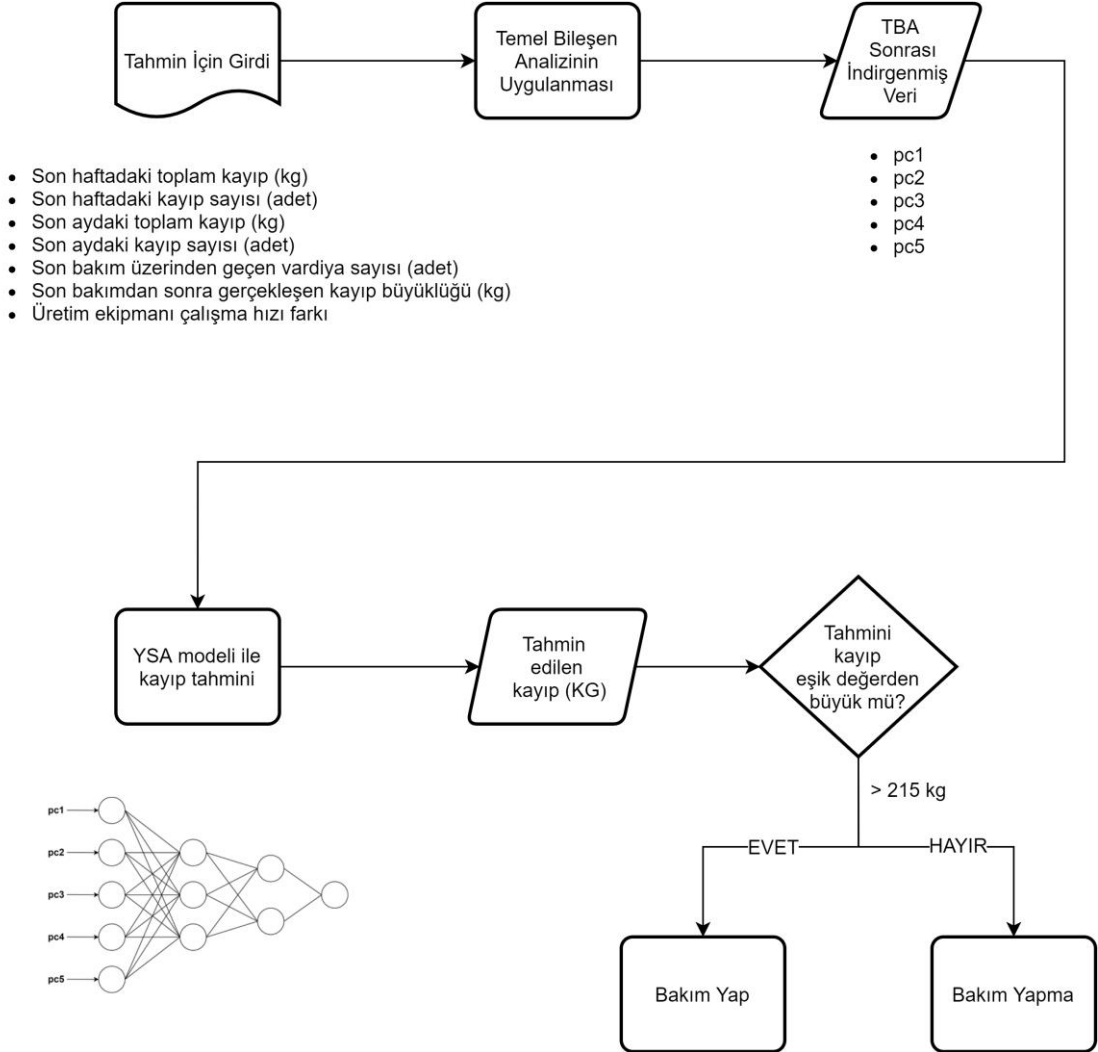 Tahmin İçin Girdi
Temel Bileşen
Analizinin
Uygulanması
TBA
Sonrası
İndirgenmiş
Veri
• Son haftadaki toplam kayıp (kg)
• Son haftadaki kayıp sayısı (adet)
• Son aydaki toplam kayıp (kg)
• Son aydaki kayıp sayısı (adet)
• Son bakım üzerinden geçen vardiya sayısı (adet)
• Son bakımdan sonra gerçekleşen kayıp büyüklüğü (kg)
• Üretim ekipmanı çalışma hızı farkı
• pc1
• pc2
• pc3
• pc4
• pc5
YSA modeli ile
kayıp tahmini
Tahmin
edilen
kayıp (KG)
Tahmini
kayıp
eşik değerden
büyük mü?
> 215 kg
EVET
HAYIR
Bakım Yap
Bakım Yapma
pc1
pc2
pc3
pc4
pc5